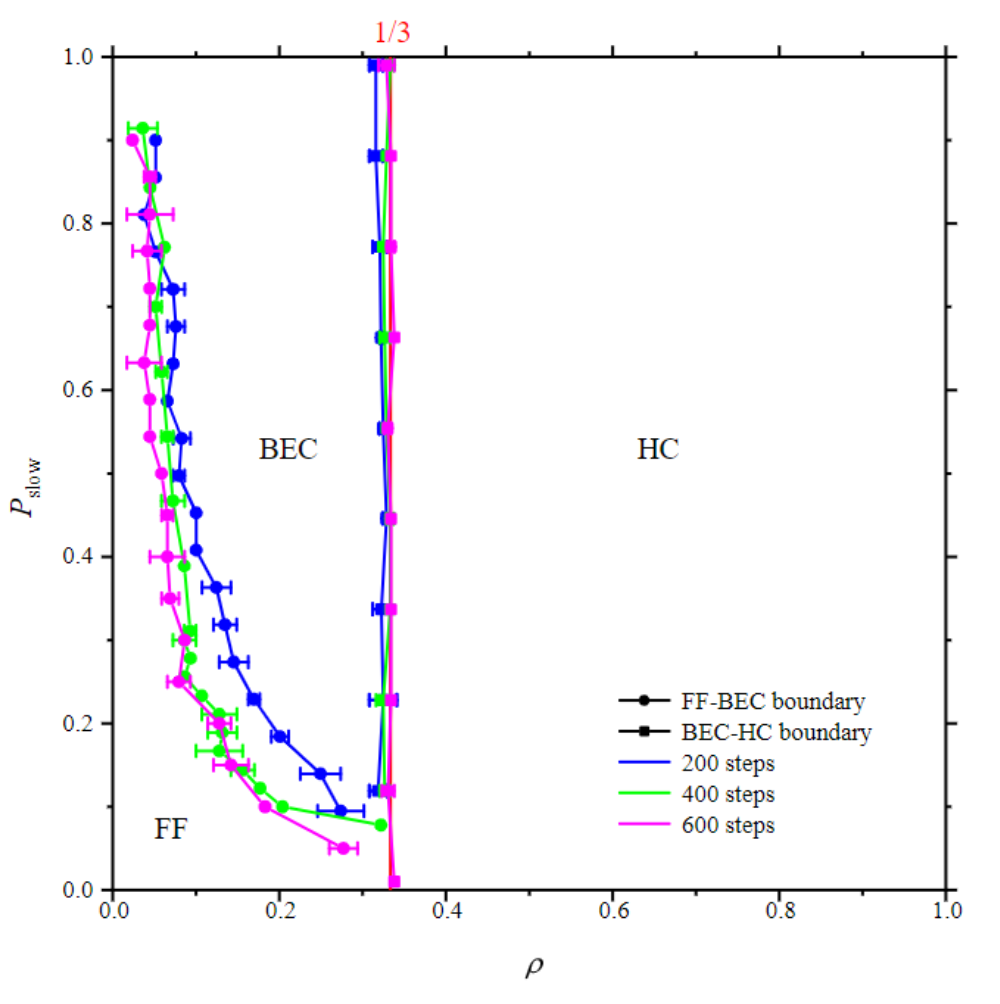 1/3
1.0
0.8
0.6
0.4
0.2
0.0
P slow
BEC
HC
FF
FF-BEC boundary
BEC-HC boundary
200 steps
400 steps
600 steps
0.0 0.2 0.4 0.6 0.8 1.0
ρ